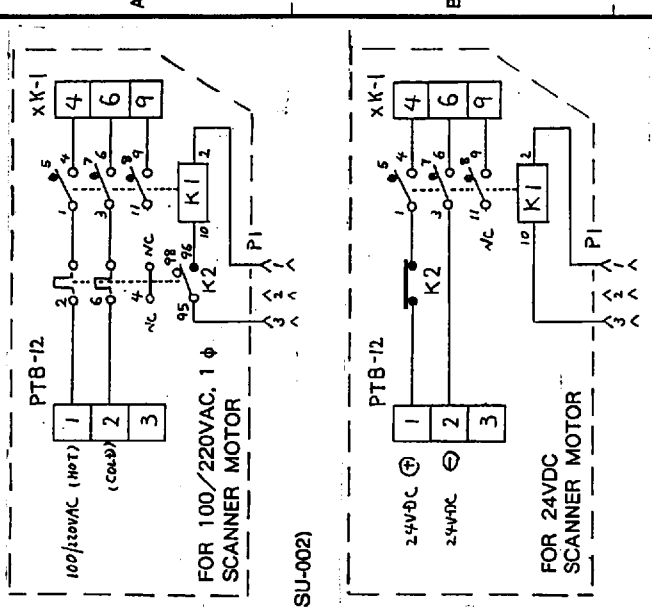 A
B
XK-1
4
6
9
5
4
7
6
8
9
1
3
11
K1
2
10
P1
2
6
4
NC
NC
98
96
95
K2
1
2
3
PTB-12
1
2
3
100/220VAC (HOT)
(COLD)
FOR 100/220VAC, 1 φ
SCANNER MOTOR
SU-002)
XK-1
4
6
9
5
4
7
6
8
9
1
3
11
NC
K1
2
10
P1
K2
1
2
3
PTB-12
1
2
3
24VDC ⊕
24VDC ⊖
FOR 24VDC
SCANNER MOTOR